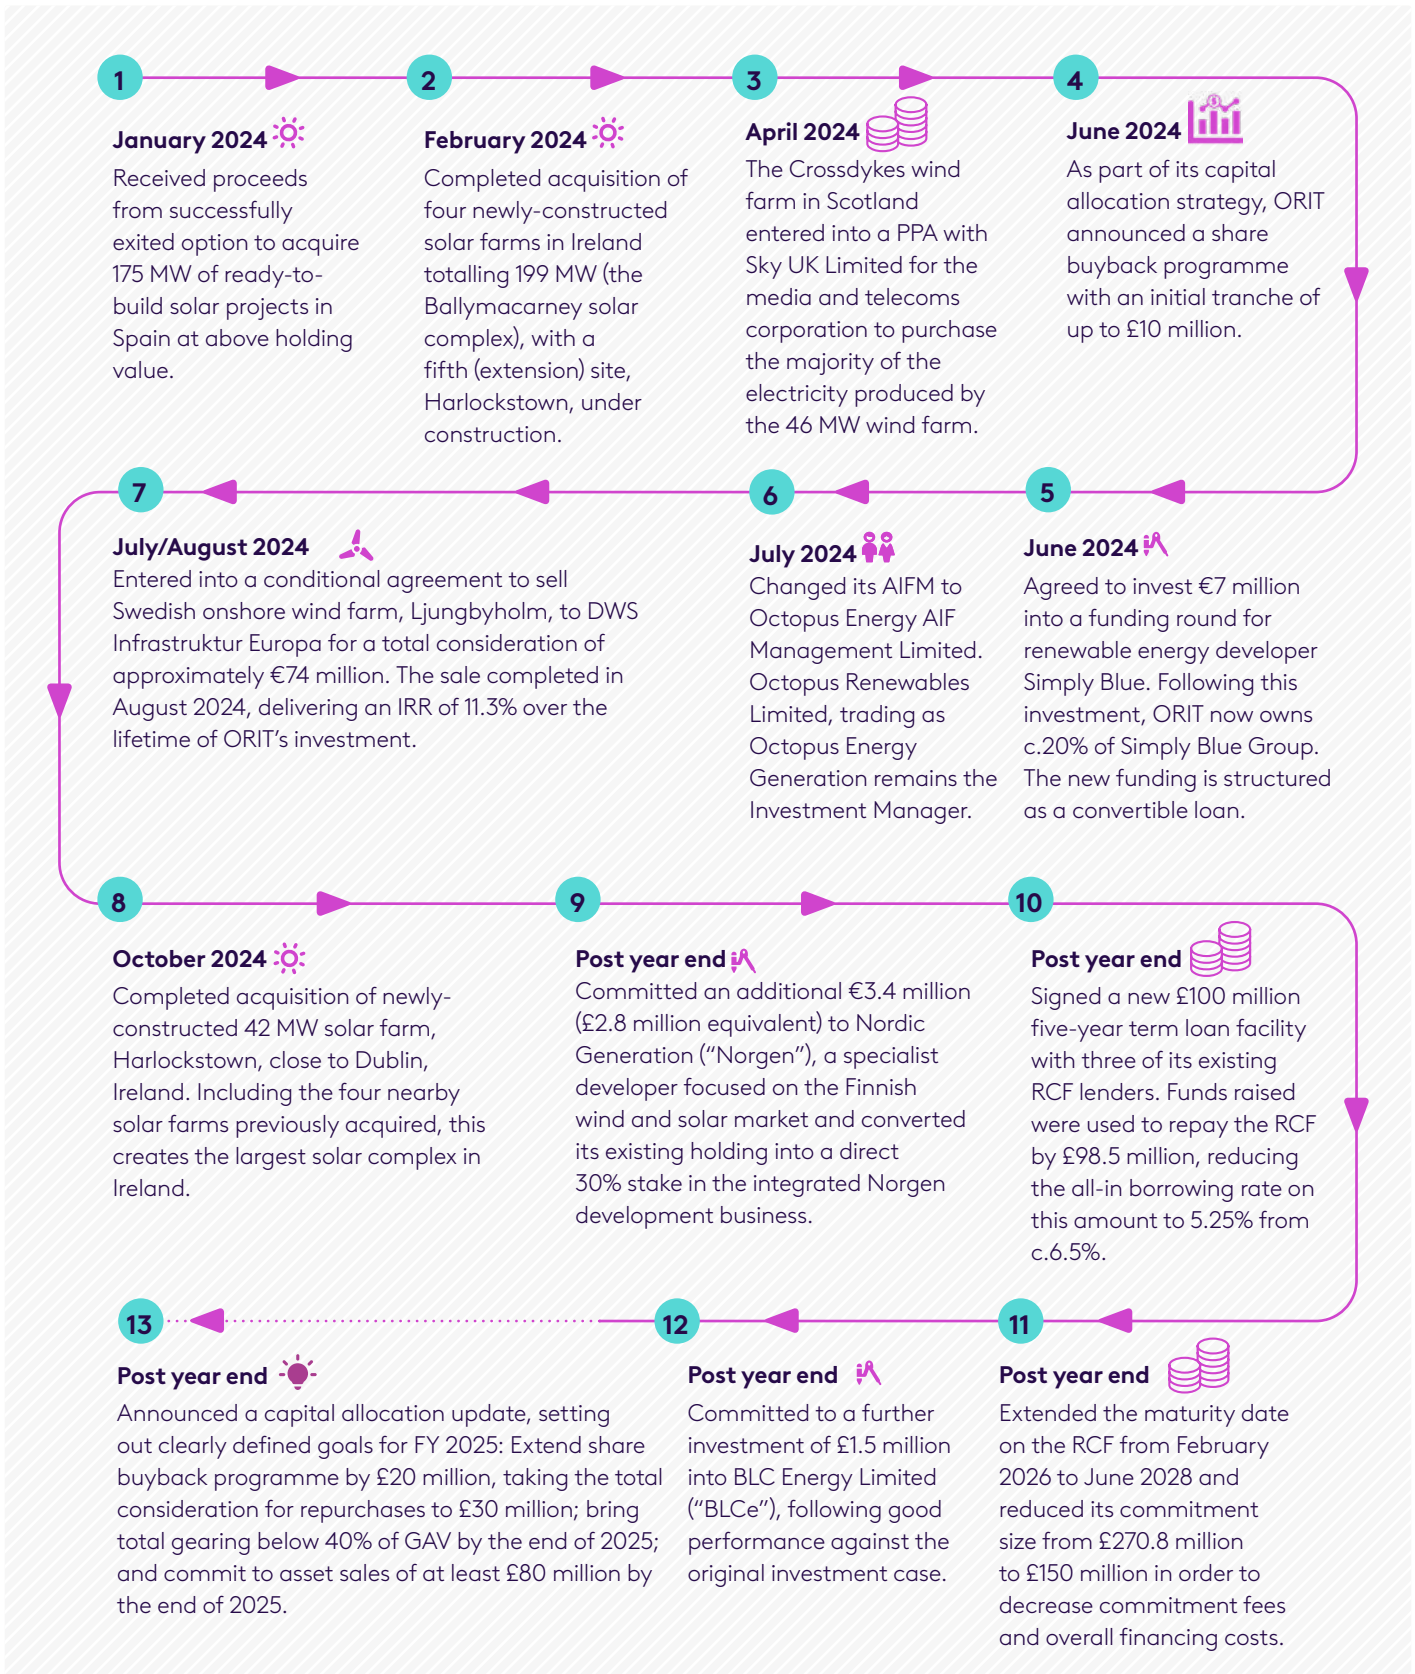 1
January 2024
Received proceeds
from successfully
exited option to acquire
175 MW of ready-to-
build solar projects in
Spain at above holding
value.
2
February 2024
Completed acquisition of
four newly-constructed
solar farms in Ireland
totalling 199 MW (the
Ballymacarney solar
complex), with a
fifth (extension) site,
Harlockstown, under
construction.
3
April 2024
The Crossdykes wind
farm in Scotland
entered into a PPA with
Sky UK Limited for the
media and telecoms
corporation to purchase
the majority of the
electricity produced by
the 46 MW wind farm.
4
June 2024
As part of its capital
allocation strategy, ORIT
announced a share
buyback programme
with an initial tranche of
up to £10 million.
5
June 2024
Agreed to invest €7 million
into a funding round for
renewable energy developer
Simply Blue. Following this
investment, ORIT now owns
c.20% of Simply Blue Group.
The new funding is structured
as a convertible loan.
6
July 2024
Changed its AIFM to
Octopus Energy AIF
Management Limited.
Octopus Renewables
Limited, trading as
Octopus Energy
Generation remains the
Investment Manager.
7
July/August 2024
Entered into a conditional agreement to sell
Swedish onshore wind farm, Ljungbyholm, to DWS
Infrastruktur Europa for a total consideration of
approximately €74 million. The sale completed in
August 2024, delivering an IRR of 11.3% over the
lifetime of ORIT’s investment.
8
October 2024
Completed acquisition of newly-
constructed 42 MW solar farm,
Harlockstown, close to Dublin,
Ireland. Including the four nearby
solar farms previously acquired, this
creates the largest solar complex in
Ireland.
9
Post year end
Committed an additional €3.4 million
(£2.8 million equivalent) to Nordic
Generation (“Norgen”), a specialist
developer focused on the Finnish
wind and solar market and converted
its existing holding into a direct
30% stake in the integrated Norgen
development business.
10
Post year end
Signed a new £100 million
five-year term loan facility
with three of its existing
RCF lenders. Funds raised
were used to repay the RCF
by £98.5 million, reducing
the all-in borrowing rate on
this amount to 5.25% from
c.6.5%.
11
Post year end
Extended the maturity date
on the RCF from February
2026 to June 2028 and
reduced its commitment
size from £270.8 million
to £150 million in order to
decrease commitment fees
and overall financing costs.
12
Post year end
Committed to a further
investment of £1.5 million
into BLC Energy Limited
(“BLCe”), following good
performance against the
original investment case.
13
Post year end
Announced a capital allocation update, setting
out clearly defined goals for FY 2025: Extend share
buyback programme by £20 million, taking the total
consideration for repurchases to £30 million; bring
total gearing below 40% of GAV by the end of 2025;
and commit to asset sales of at least £80 million by
the end of 2025.